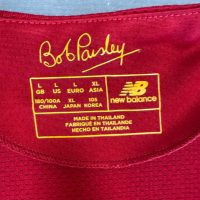 Bob Paisley
L L L XL
GB US EURO ASIA
180/100A XL 105
CHINA JAPAN KOREA
new balance
MADE IN THAILAND
FABRIQUÉ EN THAÏLANDE
HECHO EN TAILANDIA